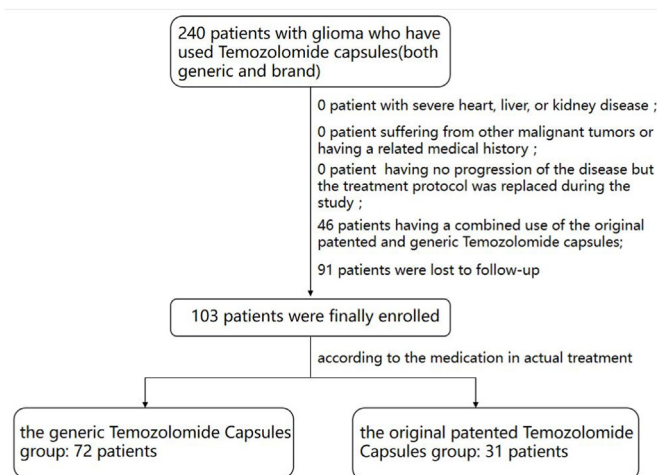 240 patients with glioma who have
used Temozolomide capsules(both
generic and brand)
0 patient with severe heart, liver, or kidney disease ;
0 patient suffering from other malignant tumors or
having a related medical history ;
0 patient  having no progression of the disease but
the treatment protocol was replaced during the
study ;
46 patients having a combined use of the original
patented and generic Temozolomide capsules;
91 patients were lost to follow-up
103 patients were finally enrolled
according to the medication in actual treatment
the generic Temozolomide Capsules
group: 72 patients
the original patented Temozolomide
Capsules group: 31 patients